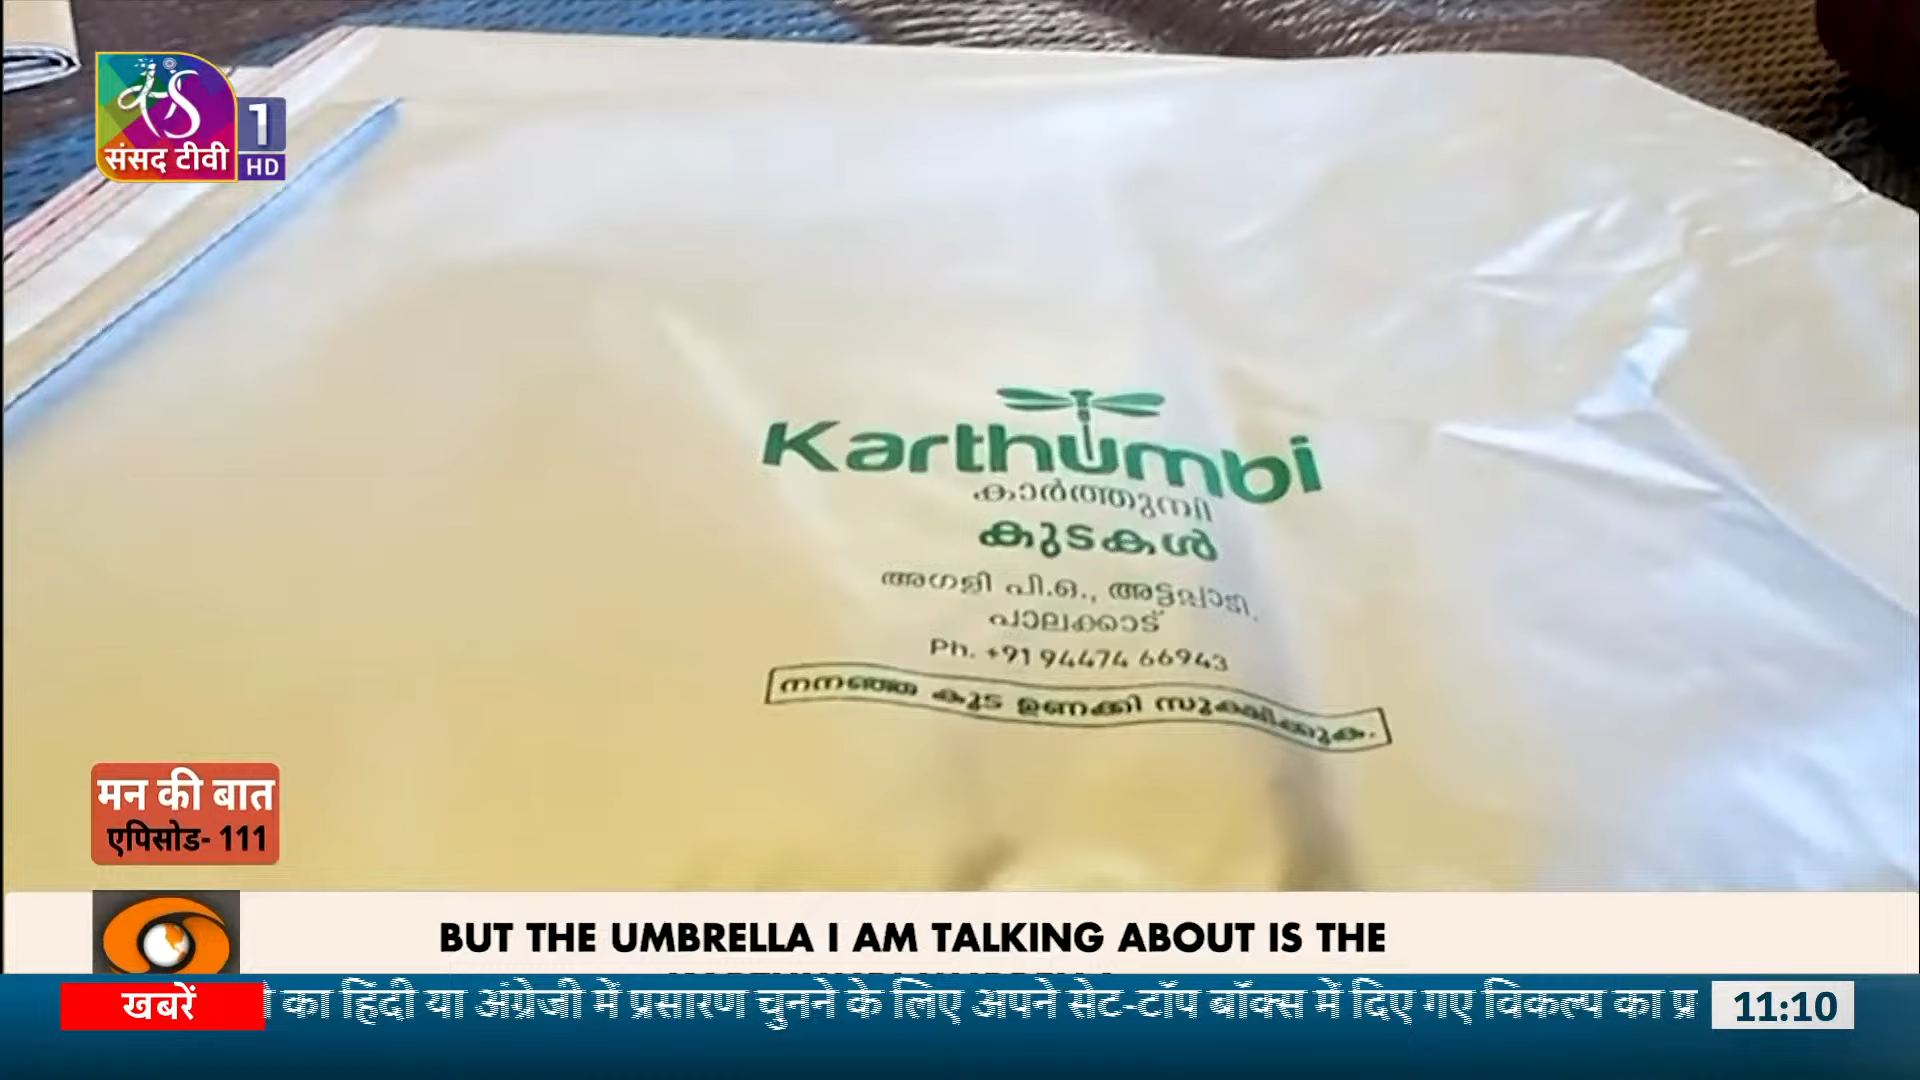 संसद टीवी
1
HD
Karthumbi
കാർത്തുമ്പി
കുടകൾ
അഗളി പി.ഒ., അട്ടപ്പാടി,
പാലക്കാട്
Ph. +91 94474 66943
നനഞ്ഞ കുട ഉണക്കി സൂക്ഷിക്കുക.
मन की बात
एपिसोड- 111
BUT THE UMBRELLA I AM TALKING ABOUT IS THE
खबरें
का हिंदी या अंग्रेजी में प्रसारण चुनने के लिए अपने सेट-टॉप बॉक्स में दिए गए विकल्प का
11:10